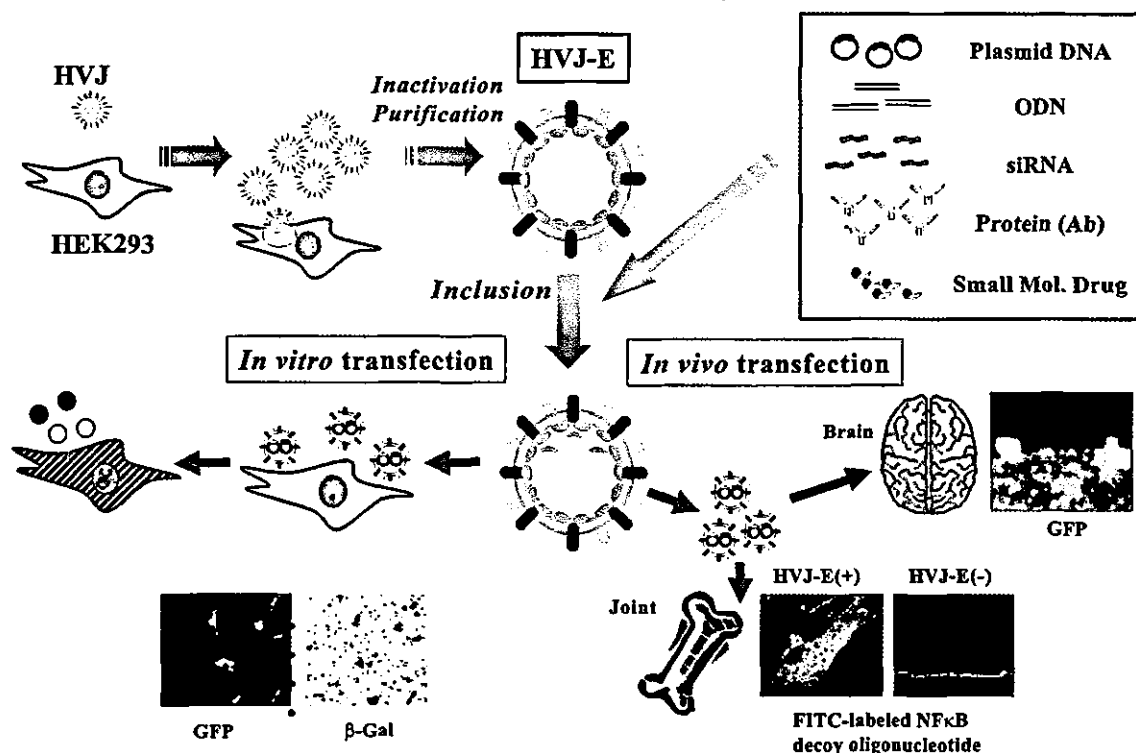 HVJ
HEK293
Inactivation
Purification
HVJ-E
Plasmid DNA
ODN
siRNA
Protein (Ab)
Small Mol. Drug
Inclusion
In vitro transfection
In vivo transfection
Brain
GFP
HVJ-E(+)
HVJ-E(-)
Joint
GFP
β-Gal
FITC-labeled NFκB
decoy oligonucleotide